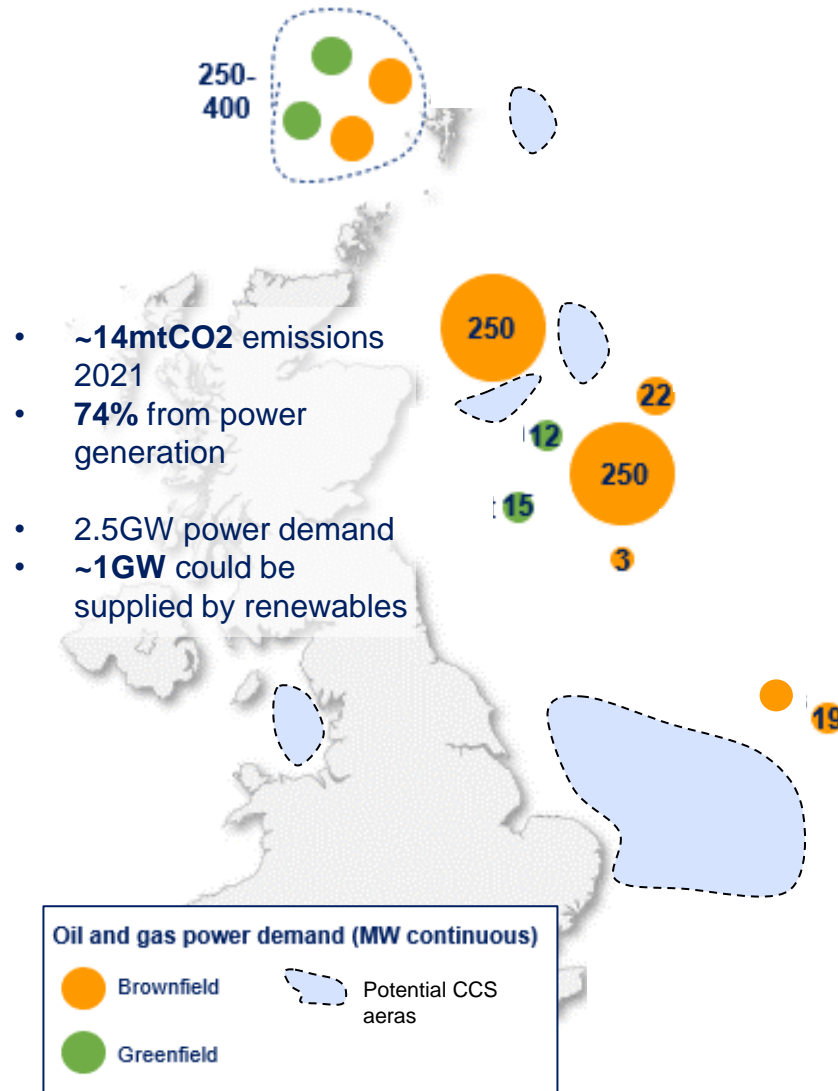 250-
400
250
22
12
250
15
3
• ~14mtCO2 emissions
2021
• 74% from power
generation
• 2.5GW power demand
• ~1GW could be
supplied by renewables
19
Oil and gas power demand (MW continuous)
Brownfield
Potential CCS
aeras
Greenfield